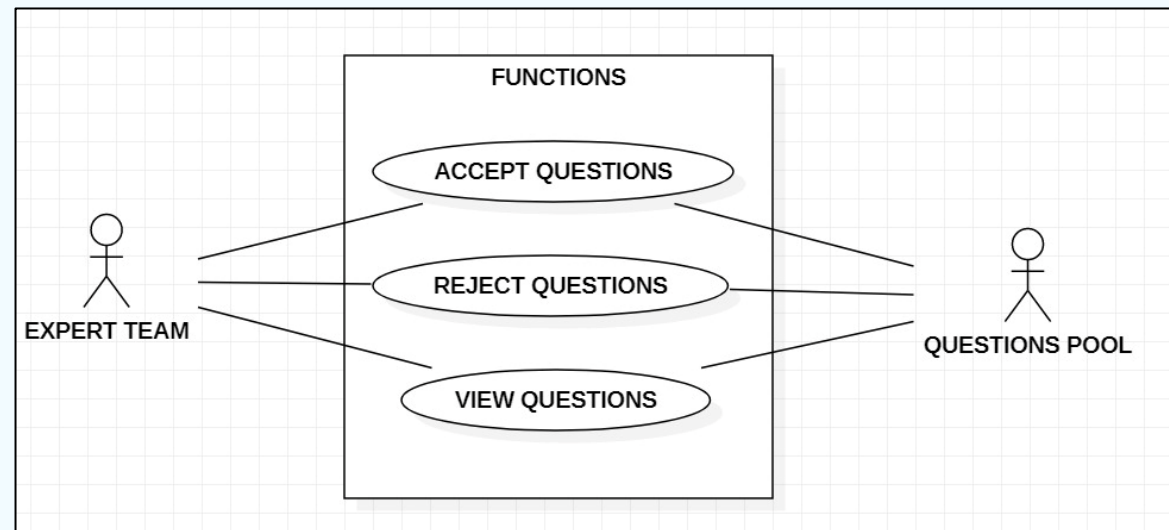 FUNCTIONS
ACCEPT QUESTIONS
REJECT QUESTIONS
EXPERT TEAM
QUESTIONS POOL
VIEW QUESTIONS